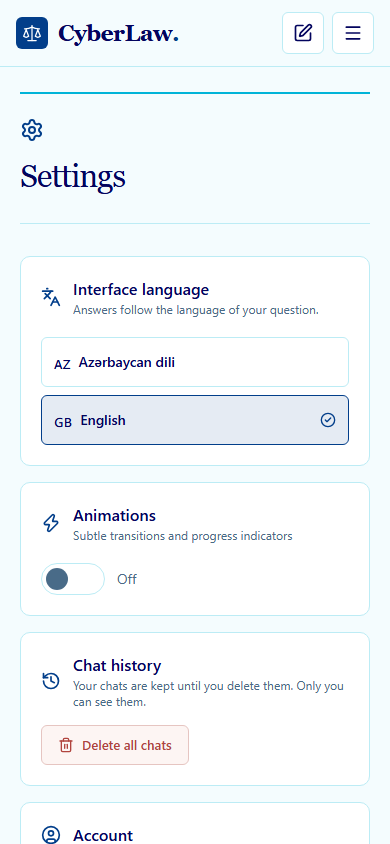 CyberLaw.
Settings
Interface language
Answers follow the language of your question.
AZ Azərbaycan dili
GB English
Animations
Subtle transitions and progress indicators
Off
Chat history
Your chats are kept until you delete them. Only you
can see them.
Delete all chats
Account